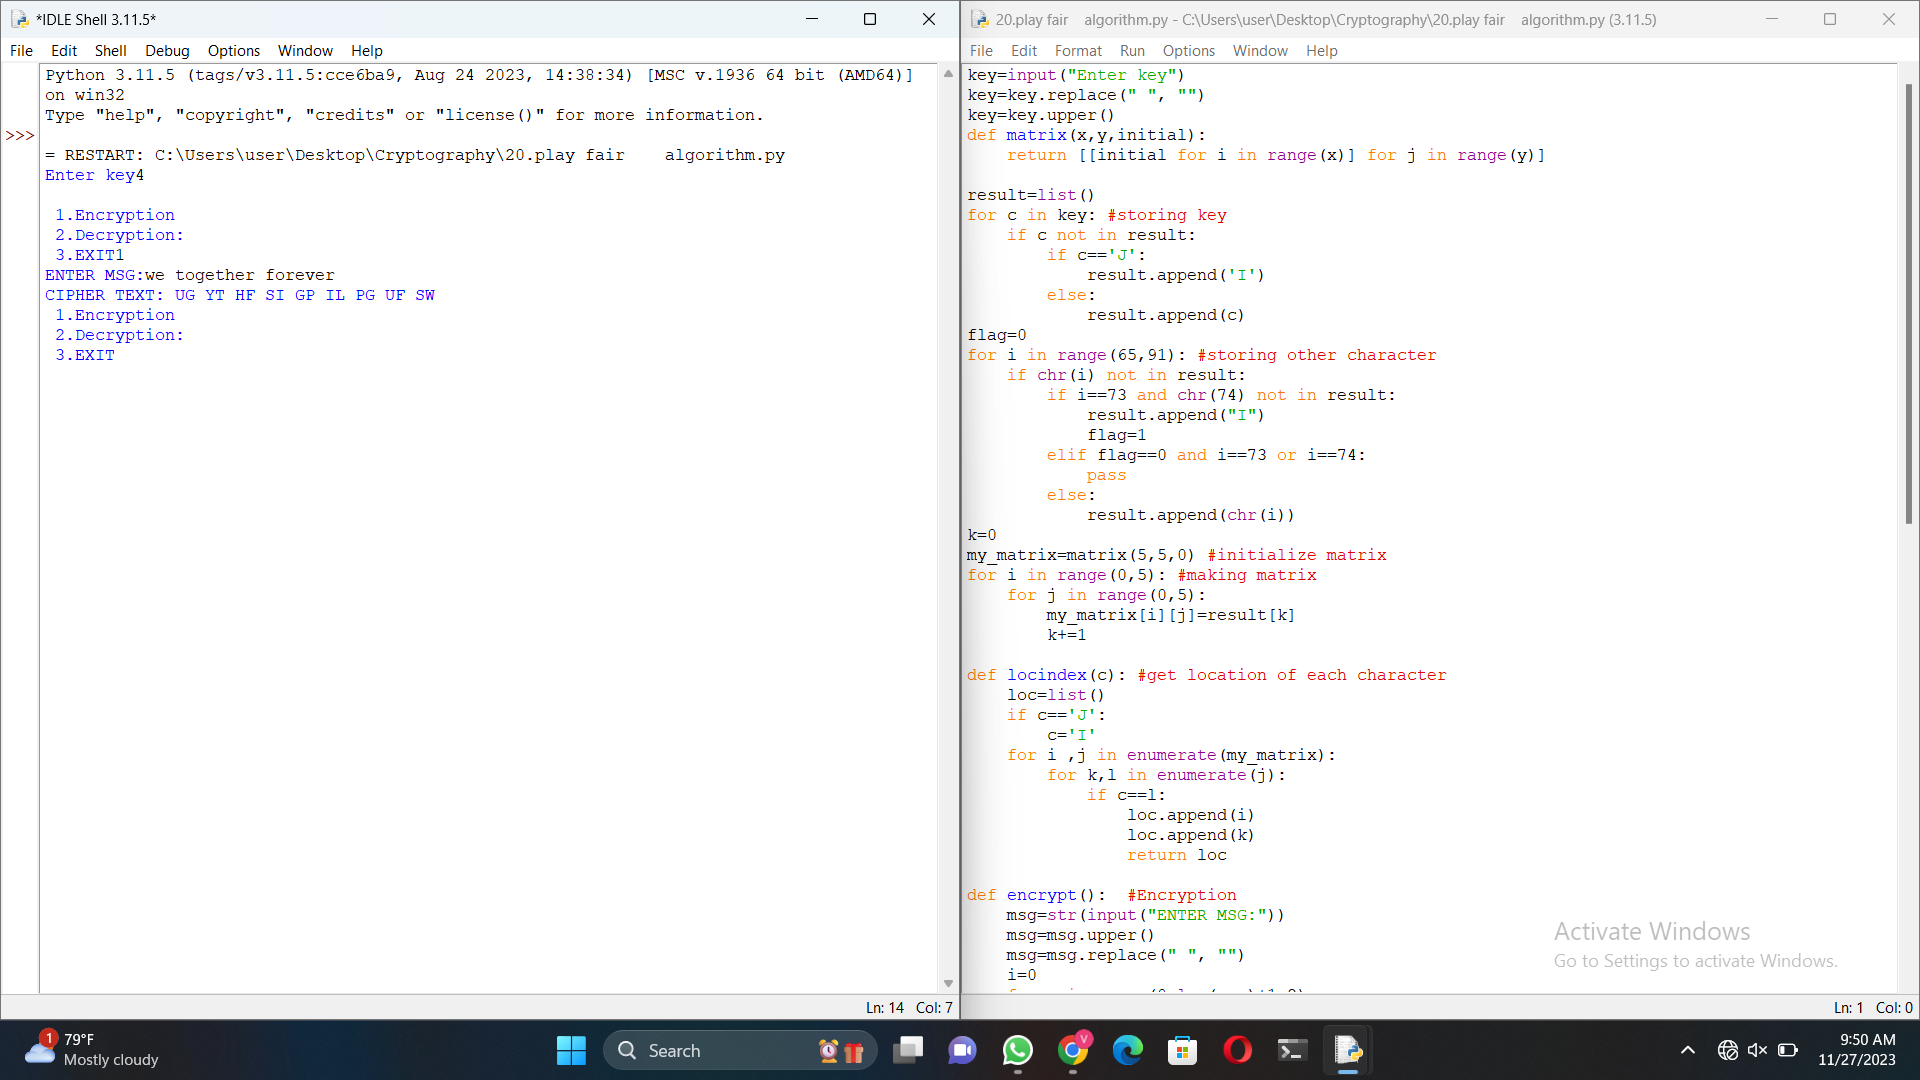 *IDLE Shell 3.11.5*
File Edit Shell Debug Options Window Help
Python 3.11.5 (tags/v3.11.5:cce6ba9, Aug 24 2023, 14:38:34) [MSC v.1936 64 bit (AMD64)]
on win32
Type "help", "copyright", "credits" or "license()" for more information.
>>>
= RESTART: C:\Users\user\Desktop\Cryptography\20.play fair    algorithm.py
Enter key4
1.Encryption
2.Decryption:
3.EXIT1
ENTER MSG:we together forever
CIPHER TEXT: UG YT HF SI GP IL PG UF SW
1.Encryption
2.Decryption:
3.EXIT
Ln: 14 Col: 7
20.play fair    algorithm.py - C:\Users\user\Desktop\Cryptography\20.play fair    algorithm.py (3.11.5)
File Edit Format Run Options Window Help
key=input("Enter key")
key=key.replace(" ", "")
key=key.upper()
def matrix(x,y,initial):
    return [[initial for i in range(x)] for j in range(y)]
result=list()
for c in key: #storing key
    if c not in result:
        if c=='J':
            result.append('I')
        else:
            result.append(c)
flag=0
for i in range(65,91): #storing other character
    if chr(i) not in result:
        if i==73 and chr(74) not in result:
            result.append("I")
            flag=1
        elif flag==0 and i==73 or i==74:
            pass
        else:
            result.append(chr(i))
k=0
my_matrix=matrix(5,5,0) #initialize matrix
for i in range(0,5): #making matrix
    for j in range(0,5):
        my_matrix[i][j]=result[k]
        k+=1
def locindex(c): #get location of each character
    loc=list()
    if c=='J':
        c='I'
    for i ,j in enumerate(my_matrix):
        for k,l in enumerate(j):
            if c==l:
                loc.append(i)
                loc.append(k)
                return loc
def encrypt():  #Encryption
    msg=str(input("ENTER MSG:"))
    msg=msg.upper()
    msg=msg.replace(" ", "")
    i=0
Activate Windows
Go to Settings to activate Windows.
Ln: 1 Col: 0
1
79°F
Mostly cloudy
Search
V
9:50 AM
11/27/2023